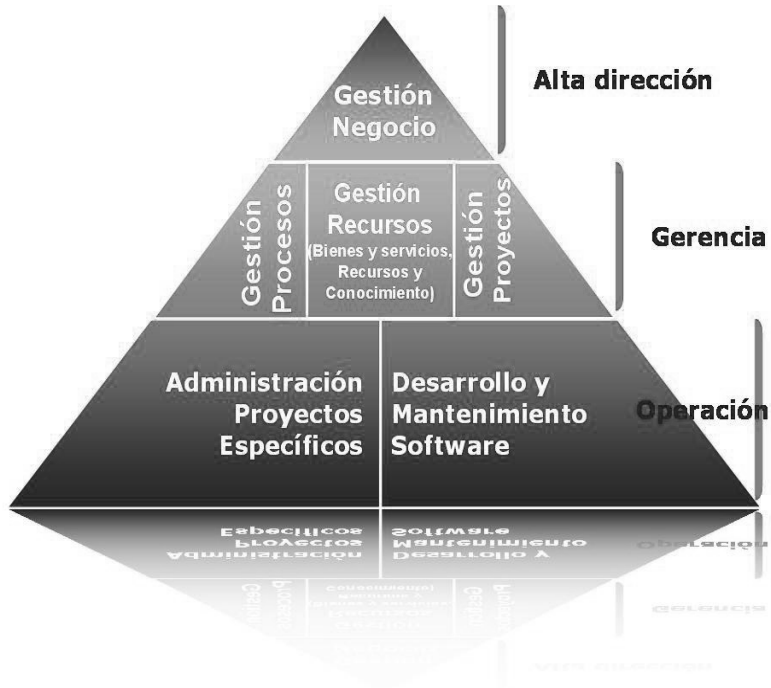 Gestión
Negocio
Alta dirección
Gestión
Procesos
Gestión
Recursos
(Bienes y servicios,
Recursos y
Conocimiento)
Gestión
Proyectos
Gerencia
Administración
Proyectos
Específicos
Desarrollo y
Mantenimiento
Software
Operación